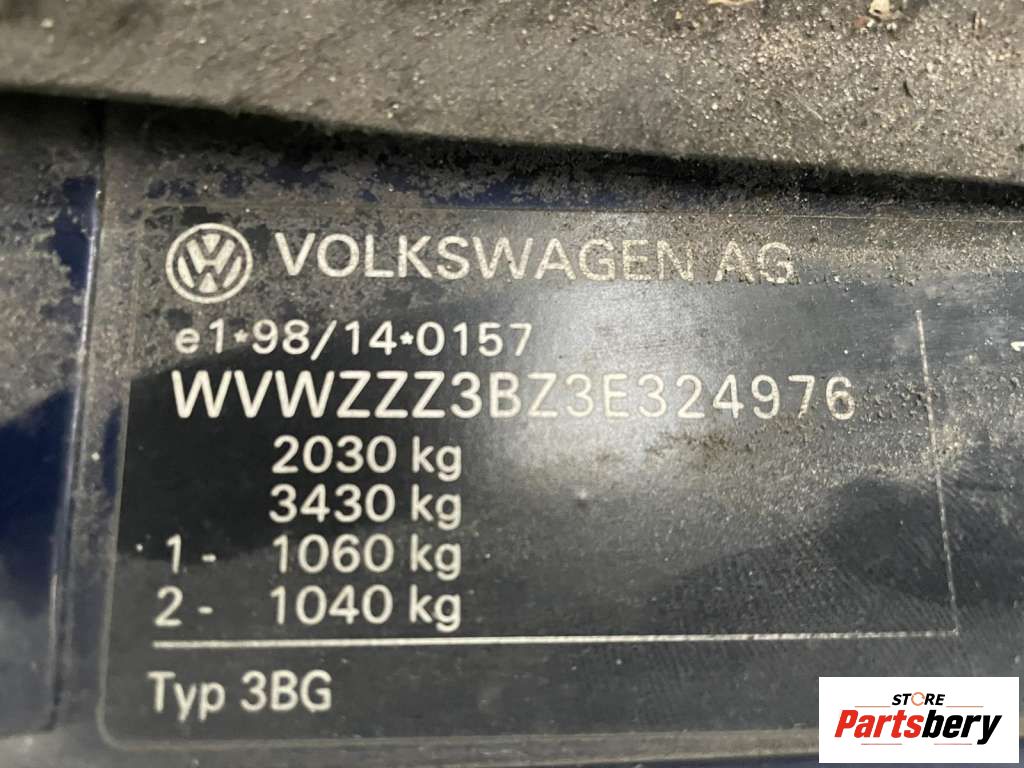 VOLKSWAGEN AG
e1*98/14*0157
WVWZZZ3BZ3E324976
2030 kg
3430 kg
1 - 1060 kg
2 - 1040 kg
Typ 3BG
STORE
Partsbery